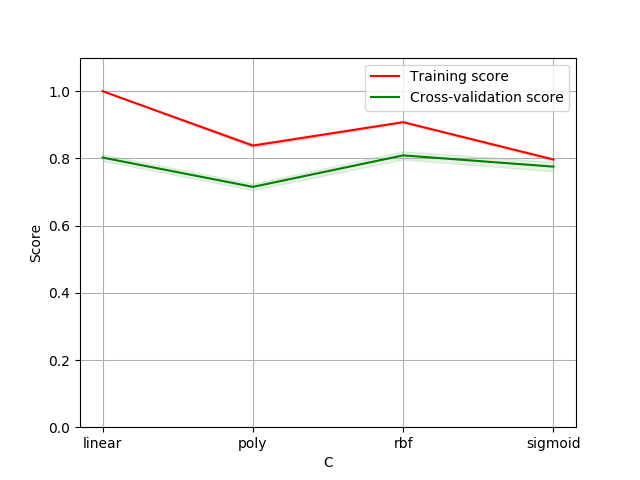 Training score
Cross-validation score
1.0
0.8
0.6
0.4
0.2
0.0
Score
linear poly rbf sigmoid
C